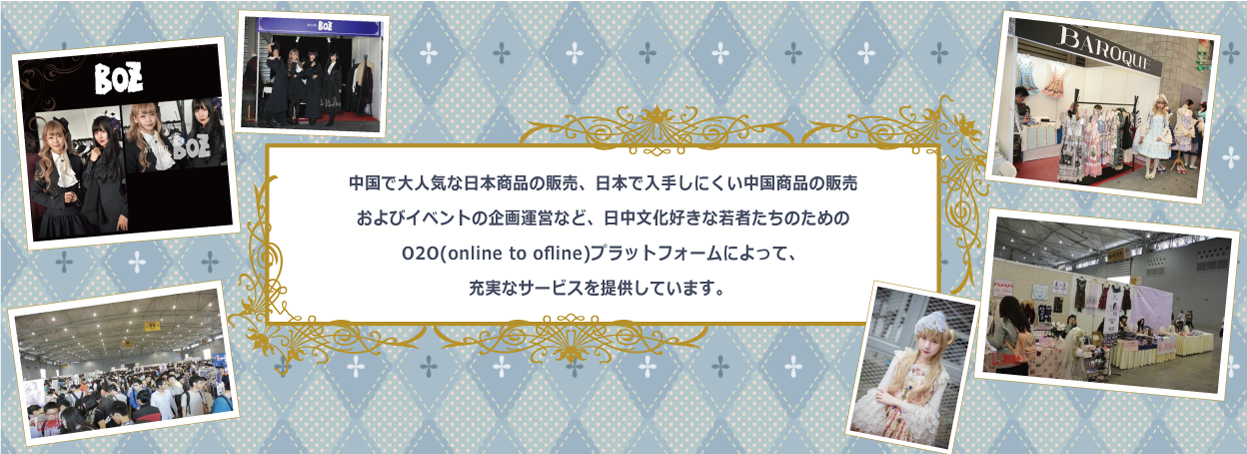 BOZ
BOZ
BOZ
BAROQUE
中国で大人気な日本商品の販売、日本で入手しにくい中国商品の販売
およびイベントの企画運営など、日中文化好きな若者たちのための
O2O(online to ofline)プラットフォームによって、
充実なサービスを提供しています。